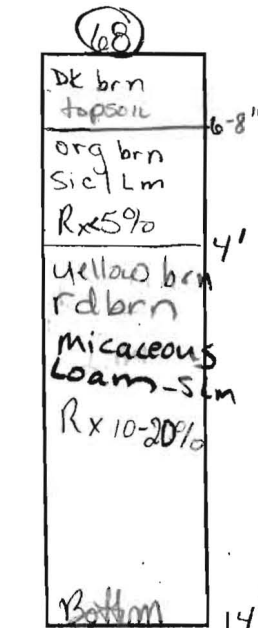 68
DK brn
topsoil
6-8"
org brn
Sicl Lm
Rx<5%
4'
yellow brn
rdbrn
micaceous
Loam-SLm
Rx 10-20%
Bottom
14